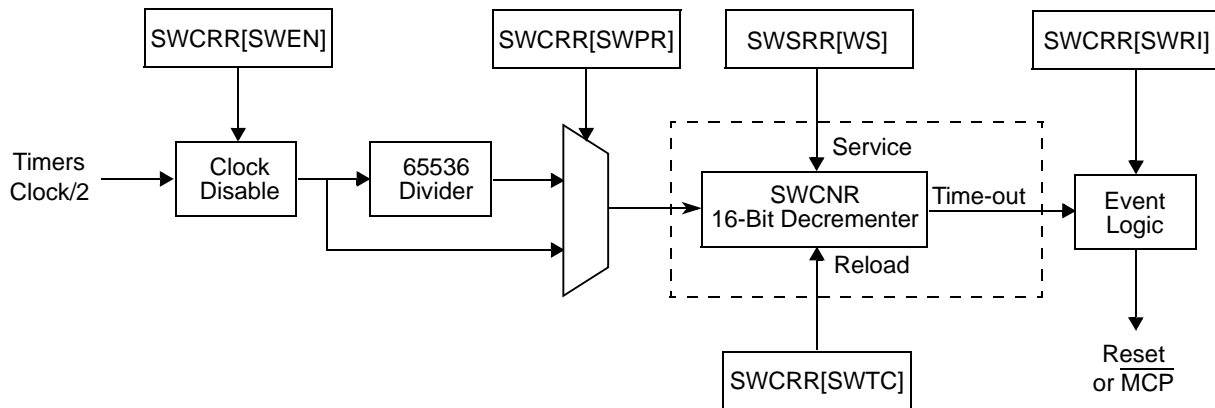 SWCRR[SWEN]
SWCRR[SWPR]
SWSRR[WS]
SWCRR[SWRI]
Timers
Clock/2
Clock
Disable
65536
Divider
Service
SWCNR
16-Bit Decrementer
Time-out
Event
Logic
Reload
SWCRR[SWTC]
Reset
or MCP